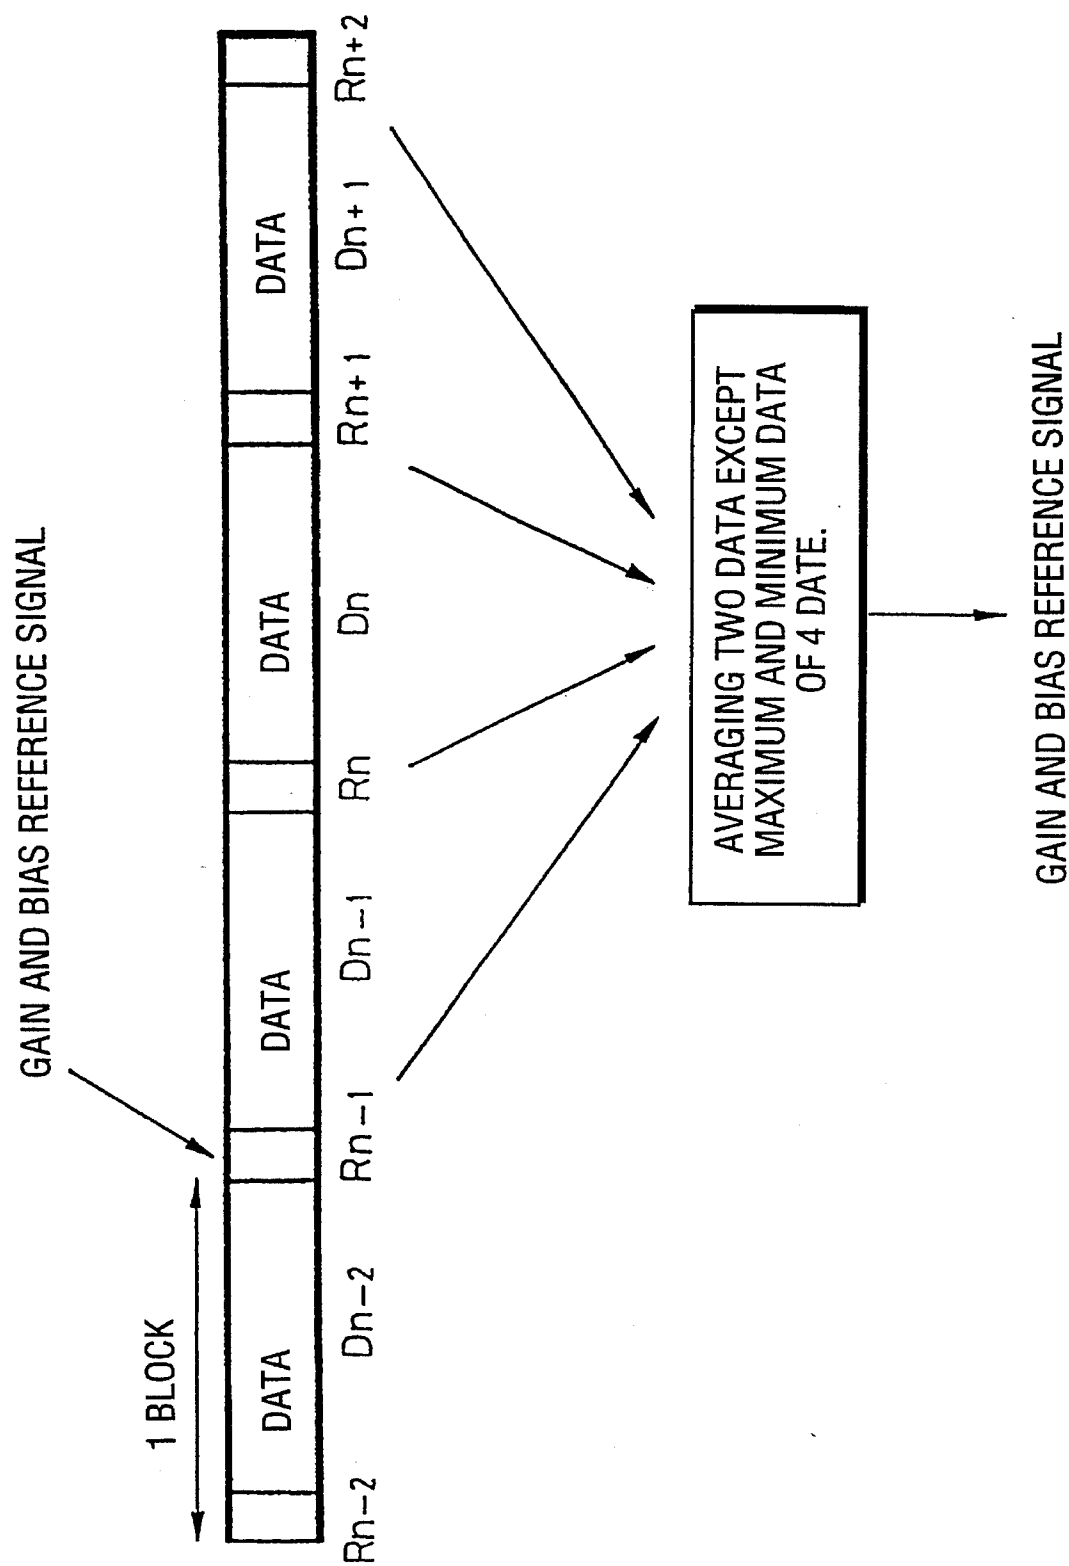 GAIN AND BIAS REFERENCE SIGNAL
1 BLOCK
DATA DATA DATA DATA
Rn−2 Dn−2 Rn−1 Dn−1 Rn Dn Rn+1 Dn+1 Rn+2
AVERAGING TWO DATA EXCEPT
MAXIMUM AND MINIMUM DATA
OF 4 DATE.
GAIN AND BIAS REFERENCE SIGNAL